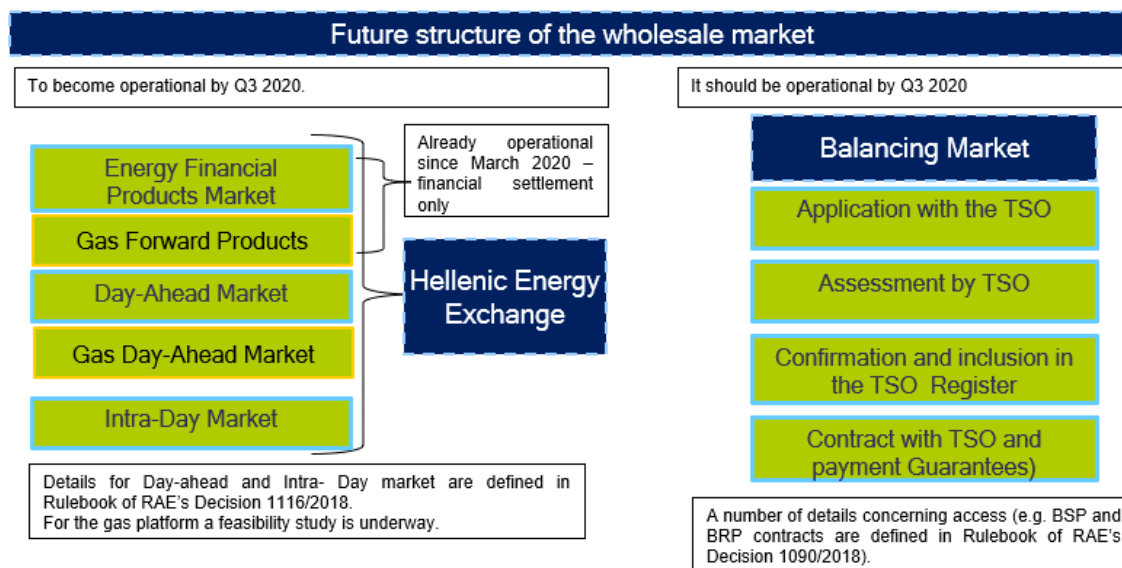 Future structure of the wholesale market
To become operational by Q3 2020.
Energy Financial
Products Market
Gas Forward Products
Day-Ahead Market
Gas Day-Ahead Market
Intra-Day Market
Already operational
since March 2020 –
financial settlement
only
Hellenic Energy
Exchange
Details for Day-ahead and Intra- Day market are defined in
Rulebook of RAE's Decision 1116/2018.
For the gas platform a feasibility study is underway.
It should be operational by Q3 2020
Balancing Market
Application with the TSO
Assessment by TSO
Confirmation and inclusion in
the TSO Register
Contract with TSO and
payment Guarantees)
A number of details concerning access (e.g. BSP and
BRP contracts are defined in Rulebook of RAE's
Decision 1090/2018).